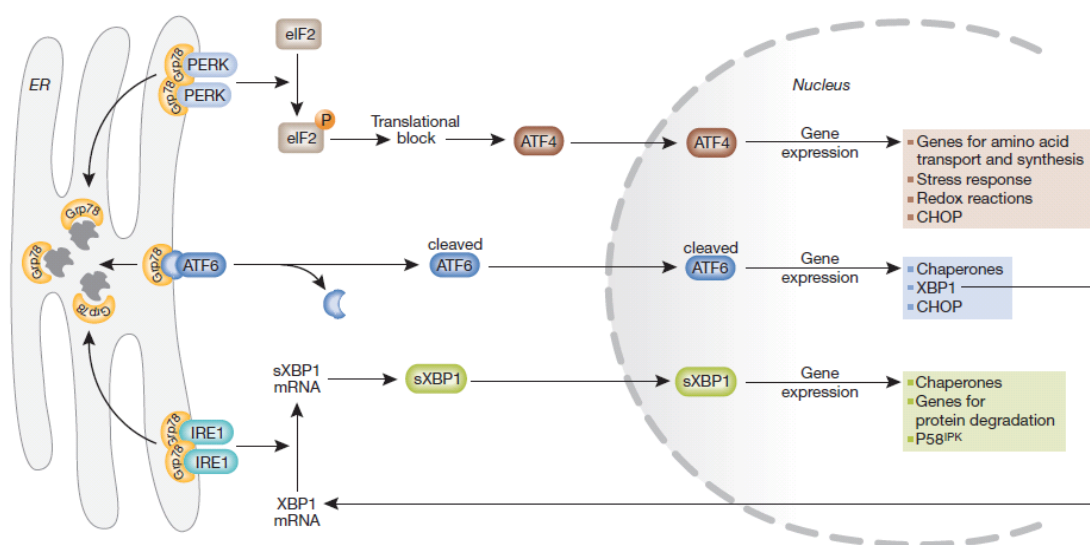 ER
Grp78
PERK
Grp78
PERK
eIF2
eIF2
P
Translational
block
ATF4
Nucleus
ATF4
Gene
expression
Genes for amino acid
transport and synthesis
Stress response
Redox reactions
CHOP
Grp78
Grp78
Grp78
Grp78
ATF6
cleaved
ATF6
cleaved
ATF6
Gene
expression
Chaperones
XBP1
CHOP
sXBP1
mRNA
sXBP1
sXBP1
Gene
expression
Chaperones
Genes for
protein degradation
P58IPK
Grp78
IRE1
Grp78
IRE1
XBP1
mRNA